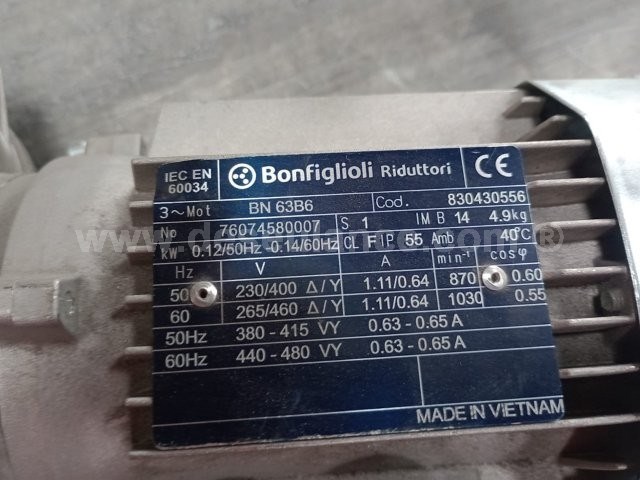 IEC EN
60034
Bonfiglioli Riduttori
CE
3~Mot BN 63B6 Cod. 830430556
No 76074580007 S 1 IM B 14 4.9kg
kW= 0.12/50Hz -0.14/60Hz CL F IP 55 Amb 40°C
Hz V A min⁻¹ cosφ
50 230/400 Δ/Y 1.11/0.64 870 0.60
60 265/460 Δ/Y 1.11/0.64 1030 0.55
50Hz 380 - 415 VY 0.63 - 0.65 A
60Hz 440 - 480 VY 0.63 - 0.65 A
MADE IN VIETNAM